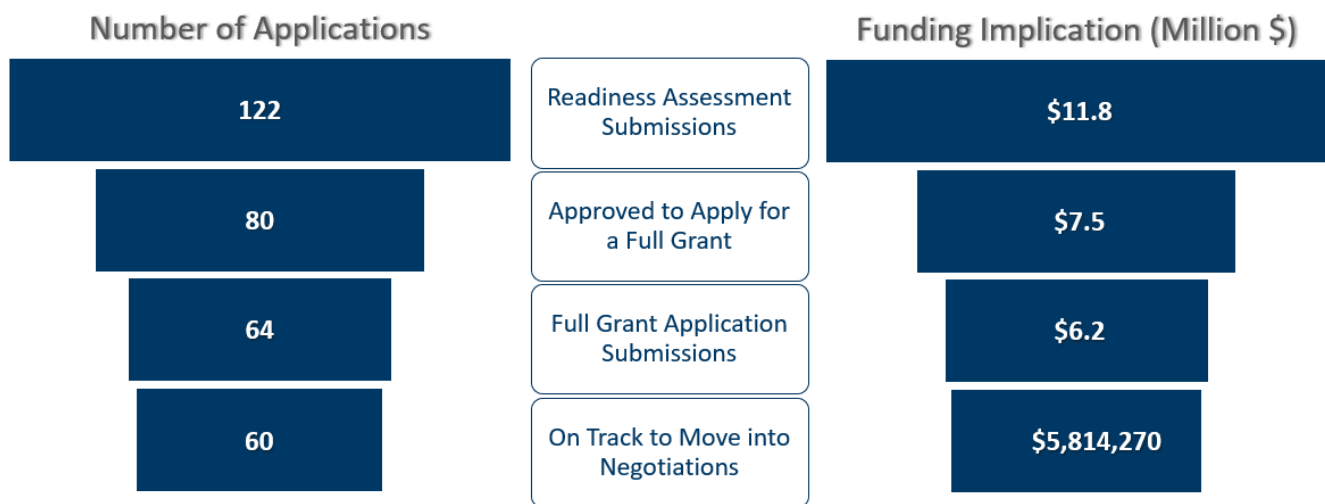 Number of Applications
Funding Implication (Million $)
122
Readiness Assessment
Submissions
$11.8
80
Approved to Apply for
a Full Grant
$7.5
64
Full Grant Application
Submissions
$6.2
60
On Track to Move into
Negotiations
$5,814,270